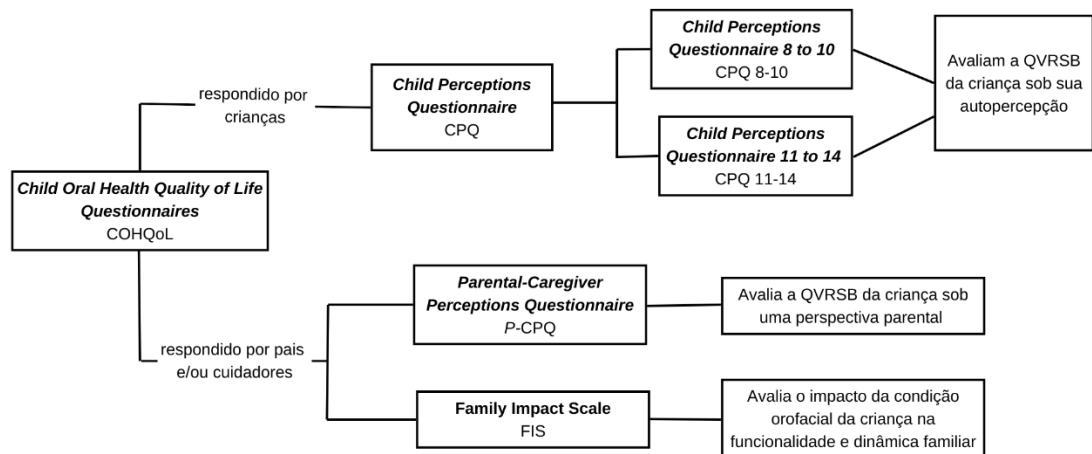 Child Oral Health Quality of Life
Questionnaires
COHQoL
respondido por
crianças
Child Perceptions
Questionnaire
CPQ
Child Perceptions
Questionnaire 8 to 10
CPQ 8-10
Child Perceptions
Questionnaire 11 to 14
CPQ 11-14
Avaliam a QVRSB
da criança sob sua
autopercepção
respondido por pais
e/ou cuidadores
Parental-Caregiver
Perceptions Questionnaire
P-CPQ
Avalia a QVRSB da criança sob
uma perspectiva parental
Family Impact Scale
FIS
Avalia o impacto da condição
orofacial da criança na
funcionalidade e dinâmica familiar